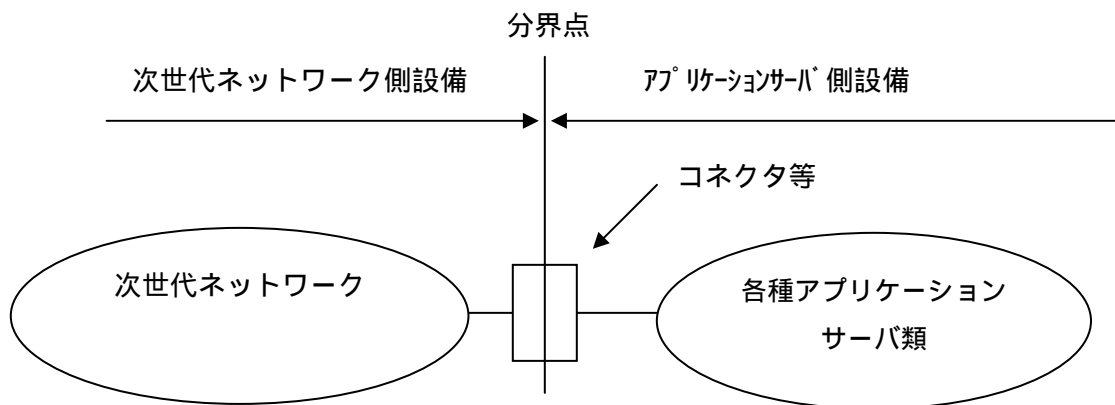 分界点
次世代ネットワーク側設備
ｱﾌﾟﾘｹｰｼｮﾝｻｰﾊﾞ側設備
コネクタ等
次世代ネットワーク
各種アプリケーション
サーバ類